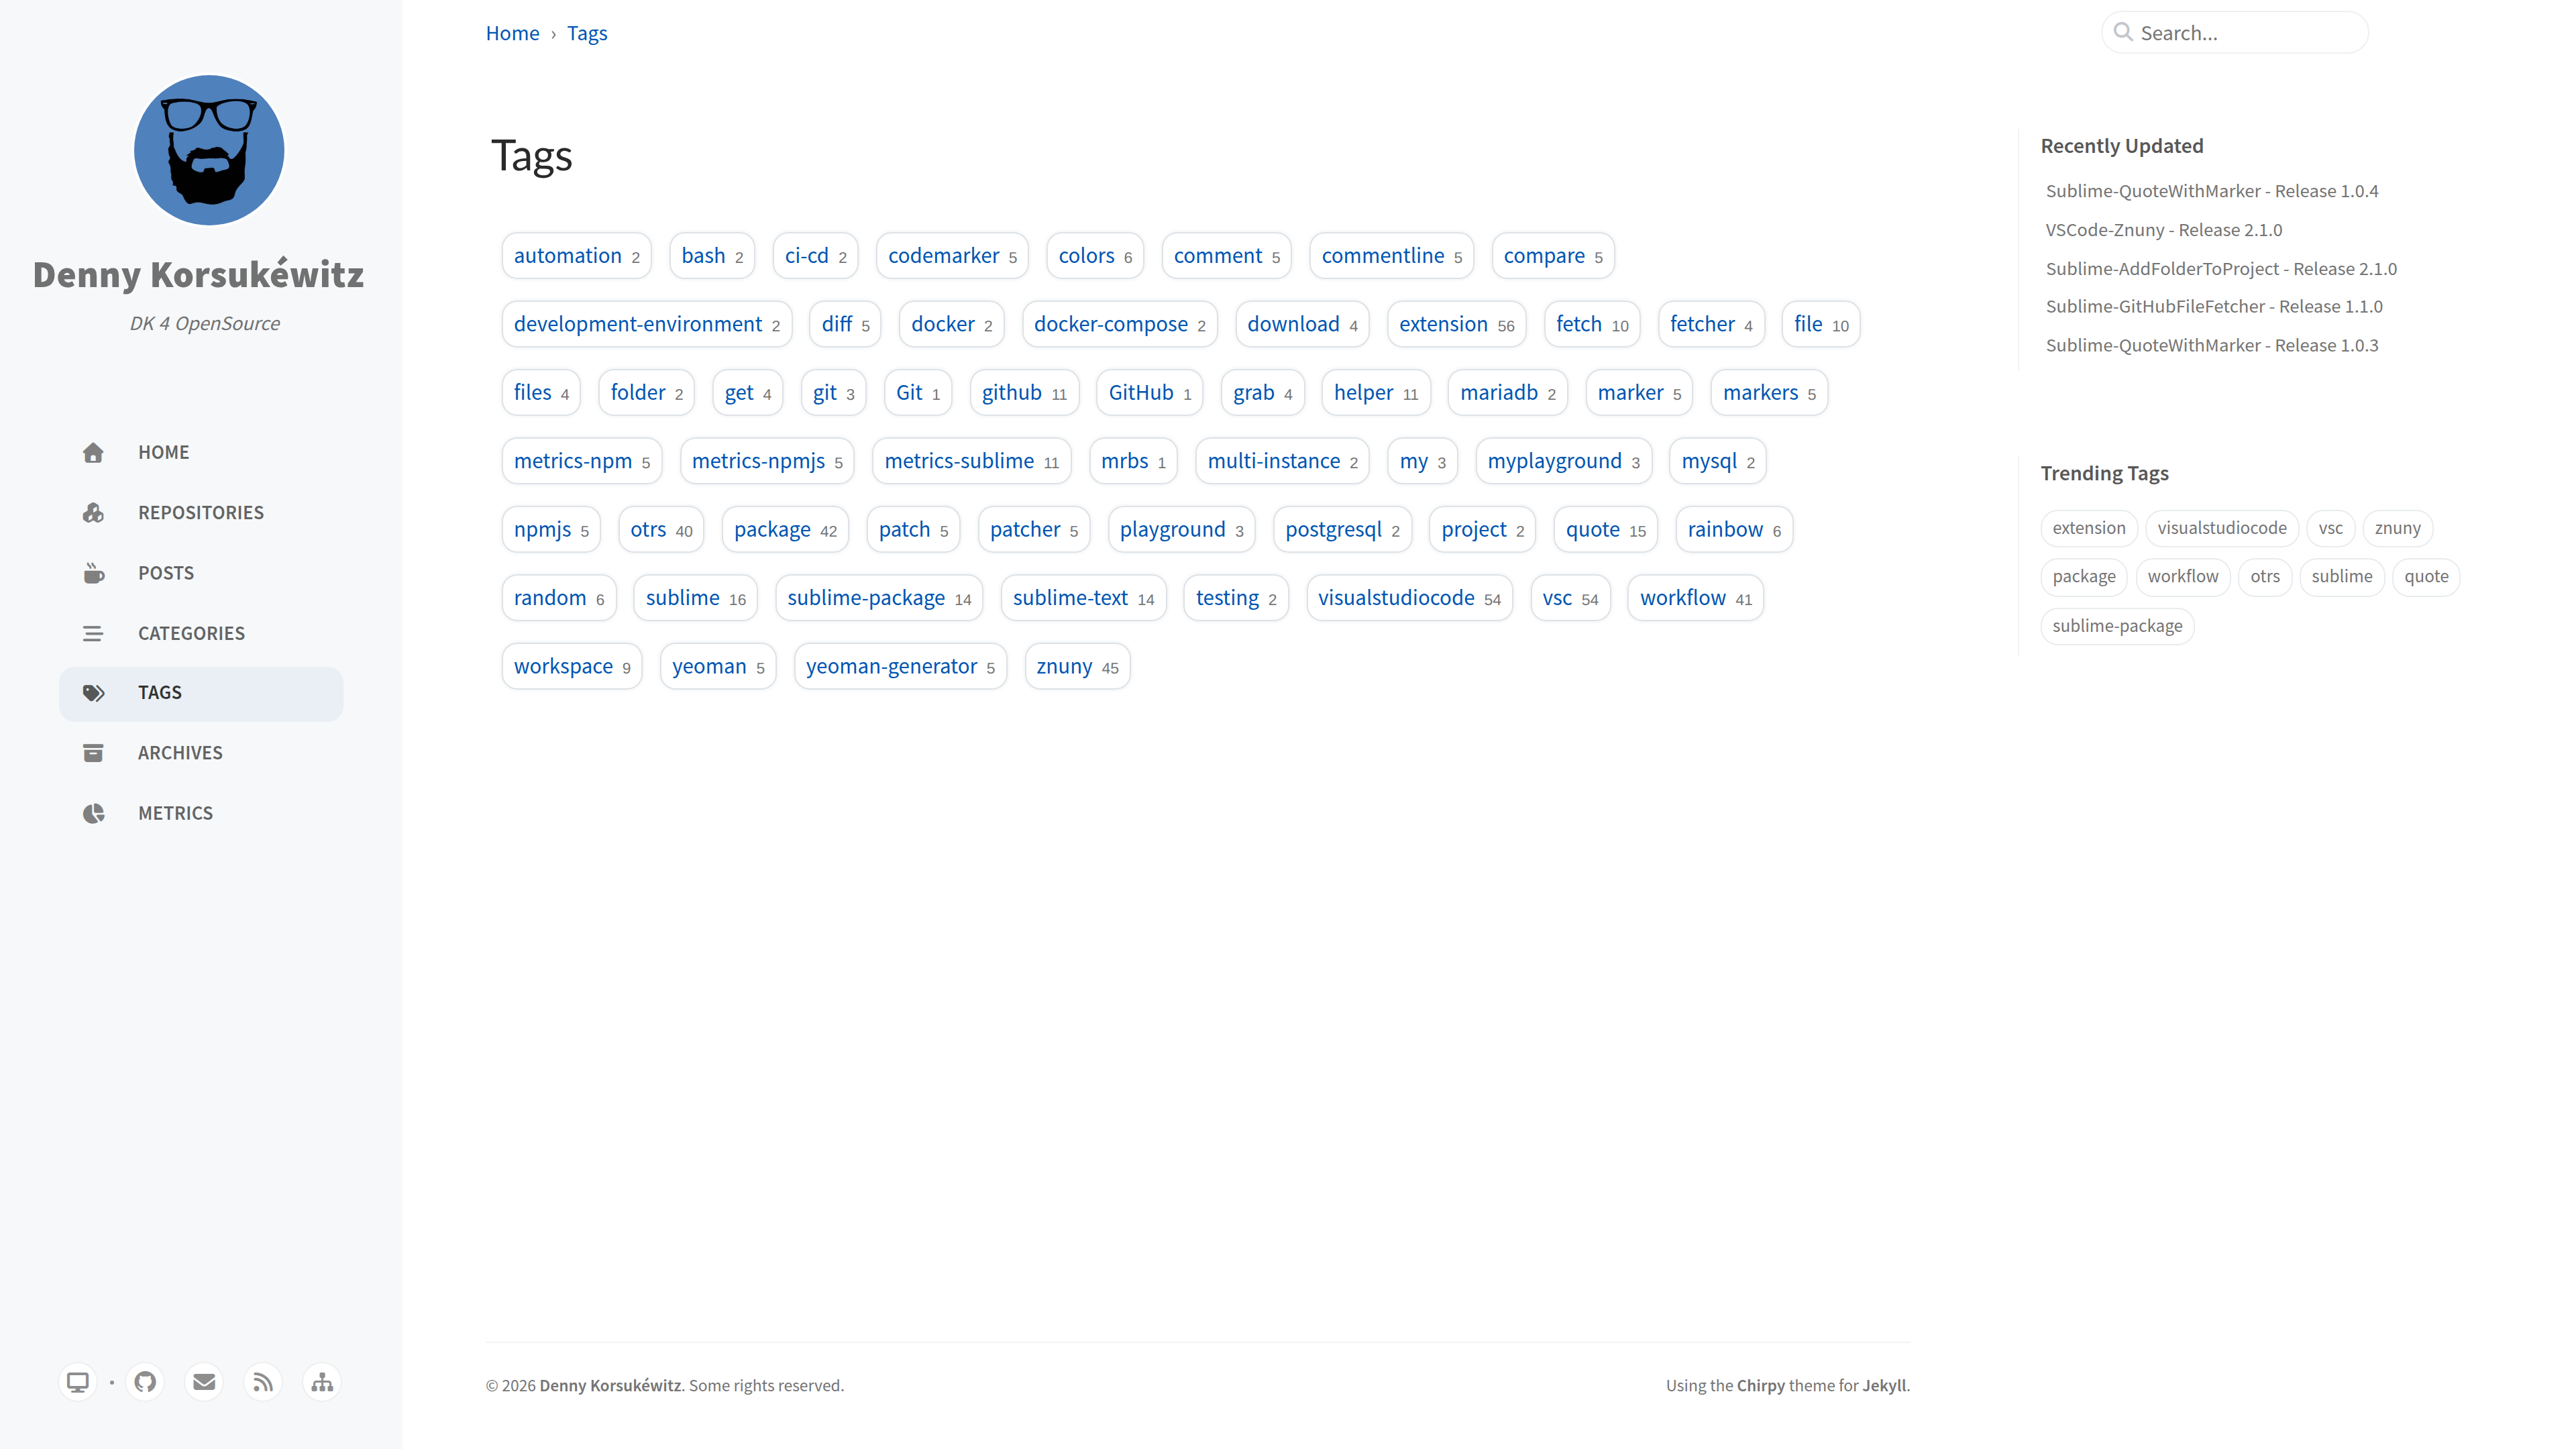 Denny Korsukéwitz
DK 4 OpenSource
HOME
REPOSITORIES
POSTS
CATEGORIES
TAGS
ARCHIVES
METRICS
Home › Tags
Search...
Tags
automation 2 bash 2 ci-cd 2 codemarker 5 colors 6 comment 5 commentline 5 compare 5
development-environment 2 diff 5 docker 2 docker-compose 2 download 4 extension 56 fetch 10 fetcher 4 file 10
files 4 folder 2 get 4 git 3 Git 1 github 11 GitHub 1 grab 4 helper 11 mariadb 2 marker 5 markers 5
metrics-npm 5 metrics-npmjs 5 metrics-sublime 11 mrbs 1 multi-instance 2 my 3 myplayground 3 mysql 2
npmjs 5 otrs 40 package 42 patch 5 patcher 5 playground 3 postgresql 2 project 2 quote 15 rainbow 6
random 6 sublime 16 sublime-package 14 sublime-text 14 testing 2 visualstudiocode 54 vsc 54 workflow 41
workspace 9 yeoman 5 yeoman-generator 5 znuny 45
Recently Updated
Sublime-QuoteWithMarker - Release 1.0.4
VSCode-Znuny - Release 2.1.0
Sublime-AddFolderToProject - Release 2.1.0
Sublime-GitHubFileFetcher - Release 1.1.0
Sublime-QuoteWithMarker - Release 1.0.3
Trending Tags
extension visualstudiocode vsc znuny
package workflow otrs sublime quote
sublime-package
© 2026 Denny Korsukéwitz. Some rights reserved.
Using the Chirpy theme for Jekyll.